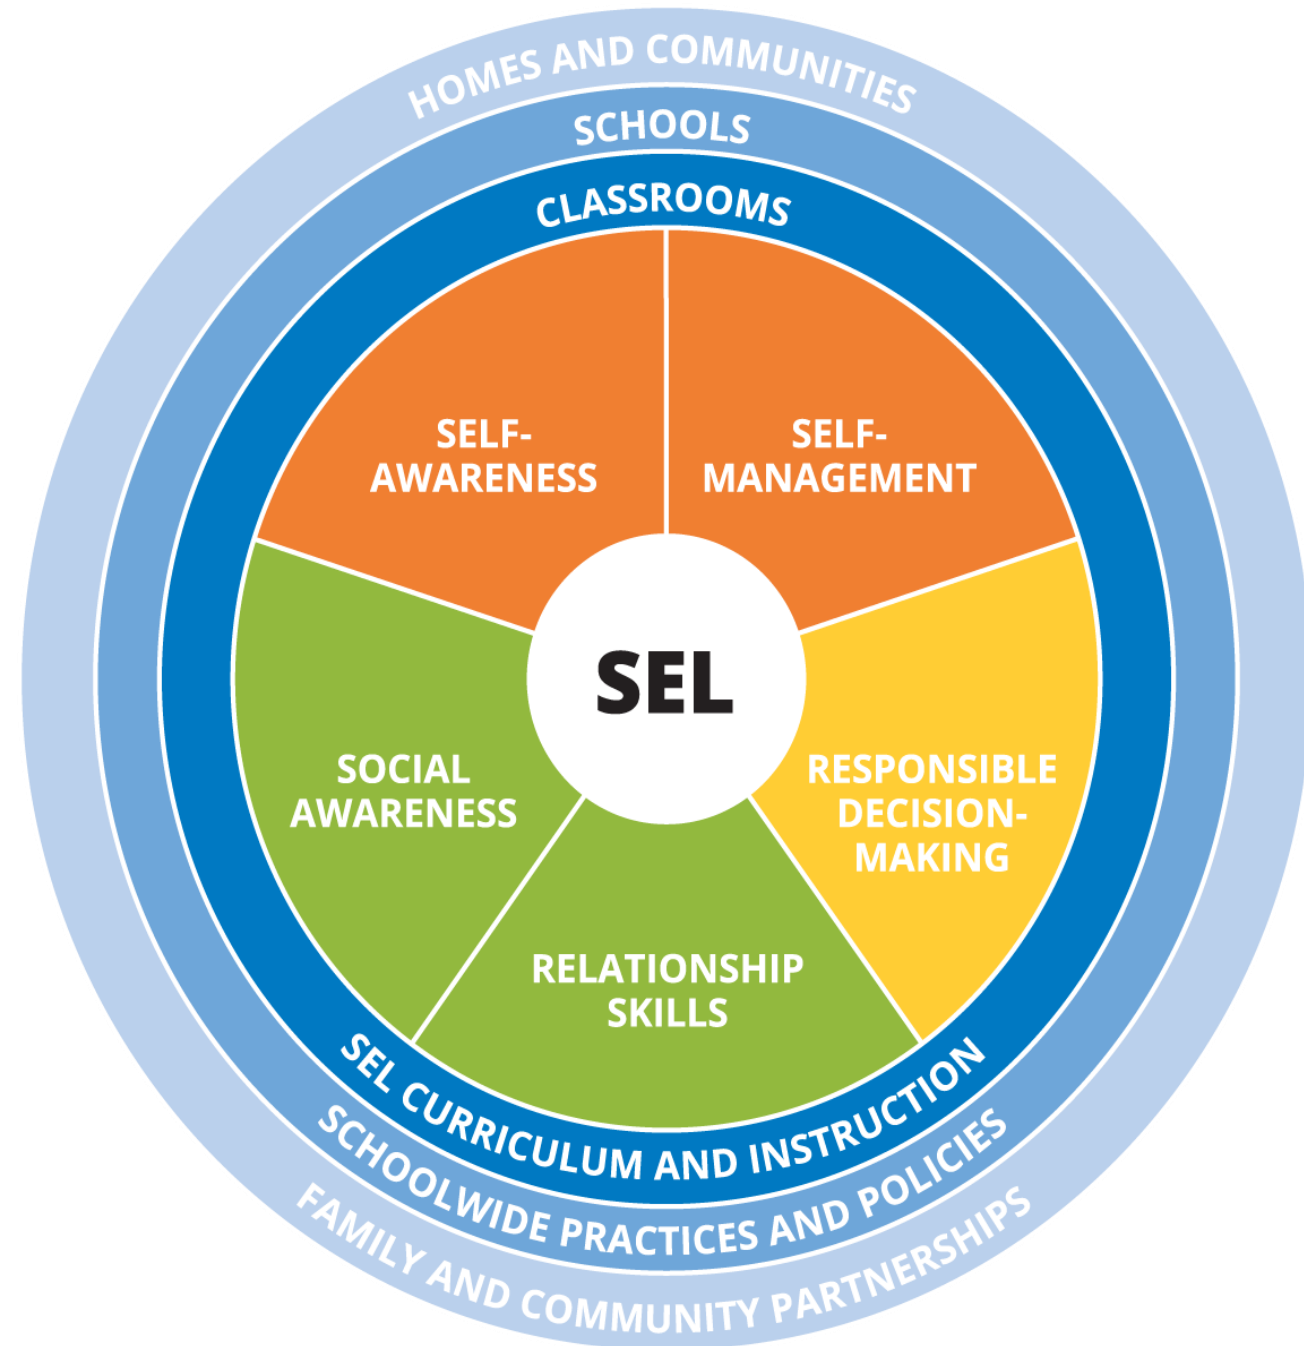 HOMES AND COMMUNITIES
SCHOOLS
CLASSROOMS
SELF-
AWARENESS
SELF-
MANAGEMENT
SEL
SOCIAL
AWARENESS
RESPONSIBLE
DECISION-
MAKING
RELATIONSHIP
SKILLS
SEL CURRICULUM AND INSTRUCTION
SCHOOLWIDE PRACTICES AND POLICIES
FAMILY AND COMMUNITY PARTNERSHIPS